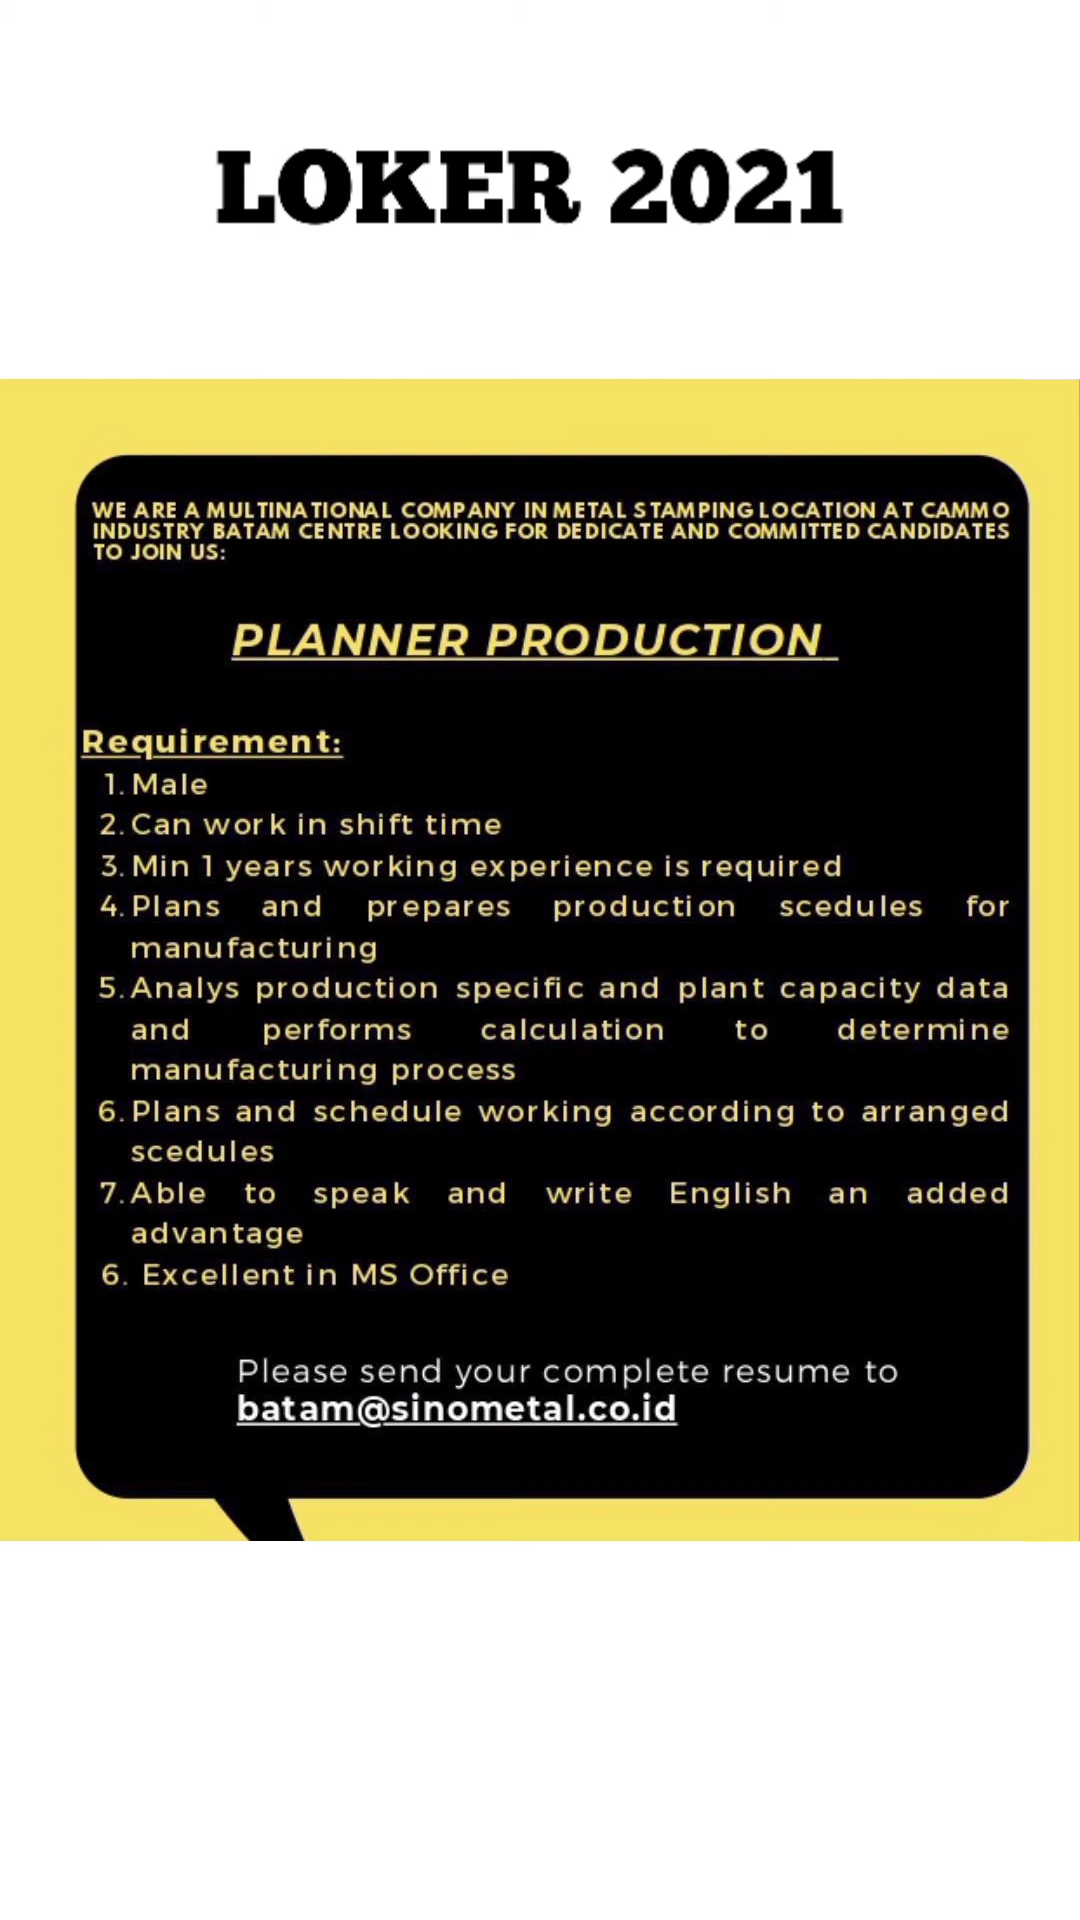 LOKER 2021
WE ARE A MULTINATIONAL COMPANY IN METAL STAMPING LOCATION AT CAMMO
INDUSTRY BATAM CENTRE LOOKING FOR DEDICATE AND COMMITTED CANDIDATES
TO JOIN US:
PLANNER PRODUCTION
Requirement:
1. Male
2. Can work in shift time
3. Min 1 years working experience is required
4. Plans and prepares production scedules for
manufacturing
5. Analys production specific and plant capacity data
and performs calculation to determine
manufacturing process
6. Plans and schedule working according to arranged
scedules
7. Able to speak and write English an added
advantage
6. Excellent in MS Office
Please send your complete resume to
batam@sinometal.co.id